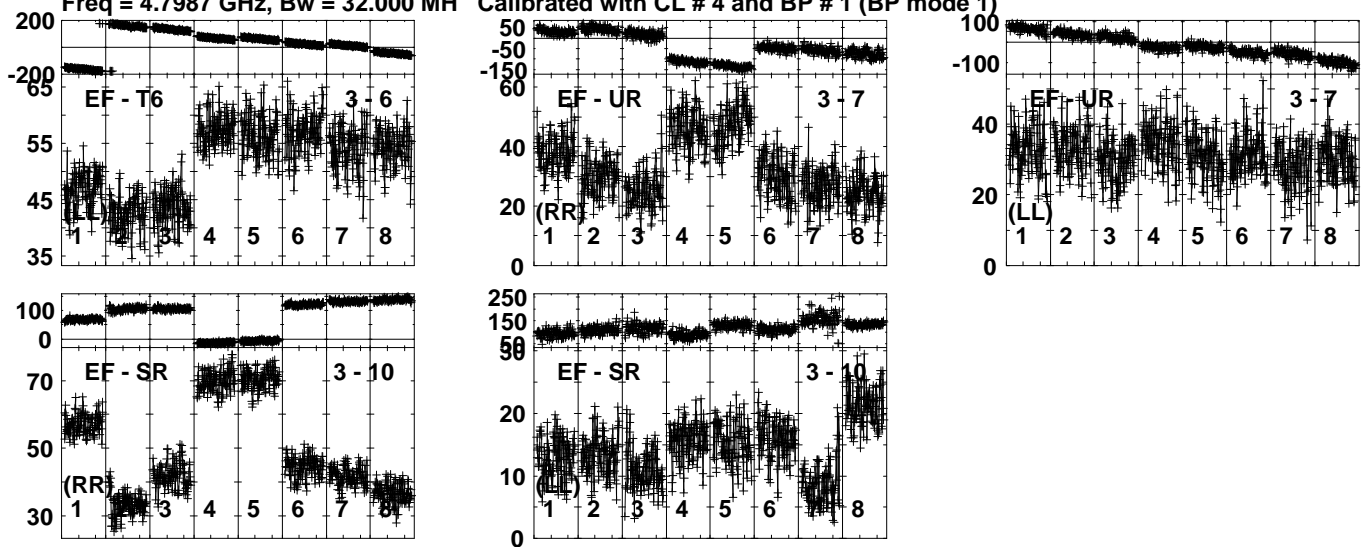 Freq = 4.7987 GHz, Bw = 32.000 MH Calibrated with CL # 4 and BP # 1 (BP mode 1)
200
-200
65
55
45
35
EF - T6
3 - 6
(LL)
1 2 3 4 5 6 7 8
50
-50
-150
60
40
20
0
EF - UR
3 - 7
(RR)
1 2 3 4 5 6 7 8
100
-100
40
20
0
EF - UR
3 - 7
(LL)
1 2 3 4 5 6 7 8
100
0
70
50
30
EF - SR
3 - 10
(RR)
1 2 3 4 5 6 7 8
250
150
50
30
20
10
0
EF - SR
3 - 10
(LL)
1 2 3 4 5 6 7 8